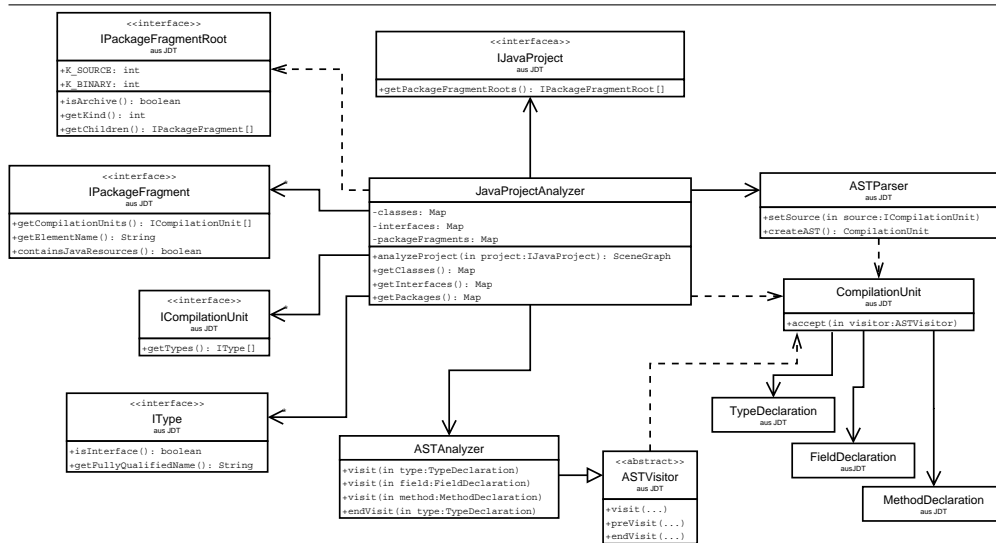 <<interface>>
IPackageFragmentRoot
aus JDT
+K_SOURCE: int
+K_BINARY: int
+isArchive(): boolean
+getKind(): int
+getChildren(): IPackageFragment[]
<<interfacea>>
IJavaProject
aus JDT
+getPackageFragmentRoots(): IPackageFragmentRoot[]
<<interface>>
IPackageFragment
aus JDT
+getCompilationUnits(): ICompilationUnit[]
+getElementName(): String
+containsJavaResources(): boolean
*
JavaProjectAnalyzer
-classes: Map
-interfaces: Map
-packageFragments: Map
+analyzeProject(in project:IJavaProject): SceneGraph
+getClasses(): Map
+getInterfaces(): Map
+getPackages(): Map
ASTParser
aus JDT
+setSource(in source:ICompilationUnit)
+createAST(): CompilationUnit
<<interface>>
ICompilationUnit
aus JDT
+getTypes(): IType[]
*
CompilationUnit
aus JDT
+accept(in visitor:ASTVisitor)
<<interface>>
IType
aus JDT
+isInterface(): boolean
+getFullyQualifiedName(): String
*
ASTAnalyzer
+visit(in type:TypeDeclaration)
+visit(in field:FieldDeclaration)
+visit(in method:MethodDeclaration)
+endVisit(in type:TypeDeclaration)
<<abstract>>
ASTVisitor
aus JDT
+visit(...)
+preVisit(...)
+endVisit(...)
TypeDeclaration
aus JDT
FieldDeclaration
ausJDT
MethodDeclaration
aus JDT